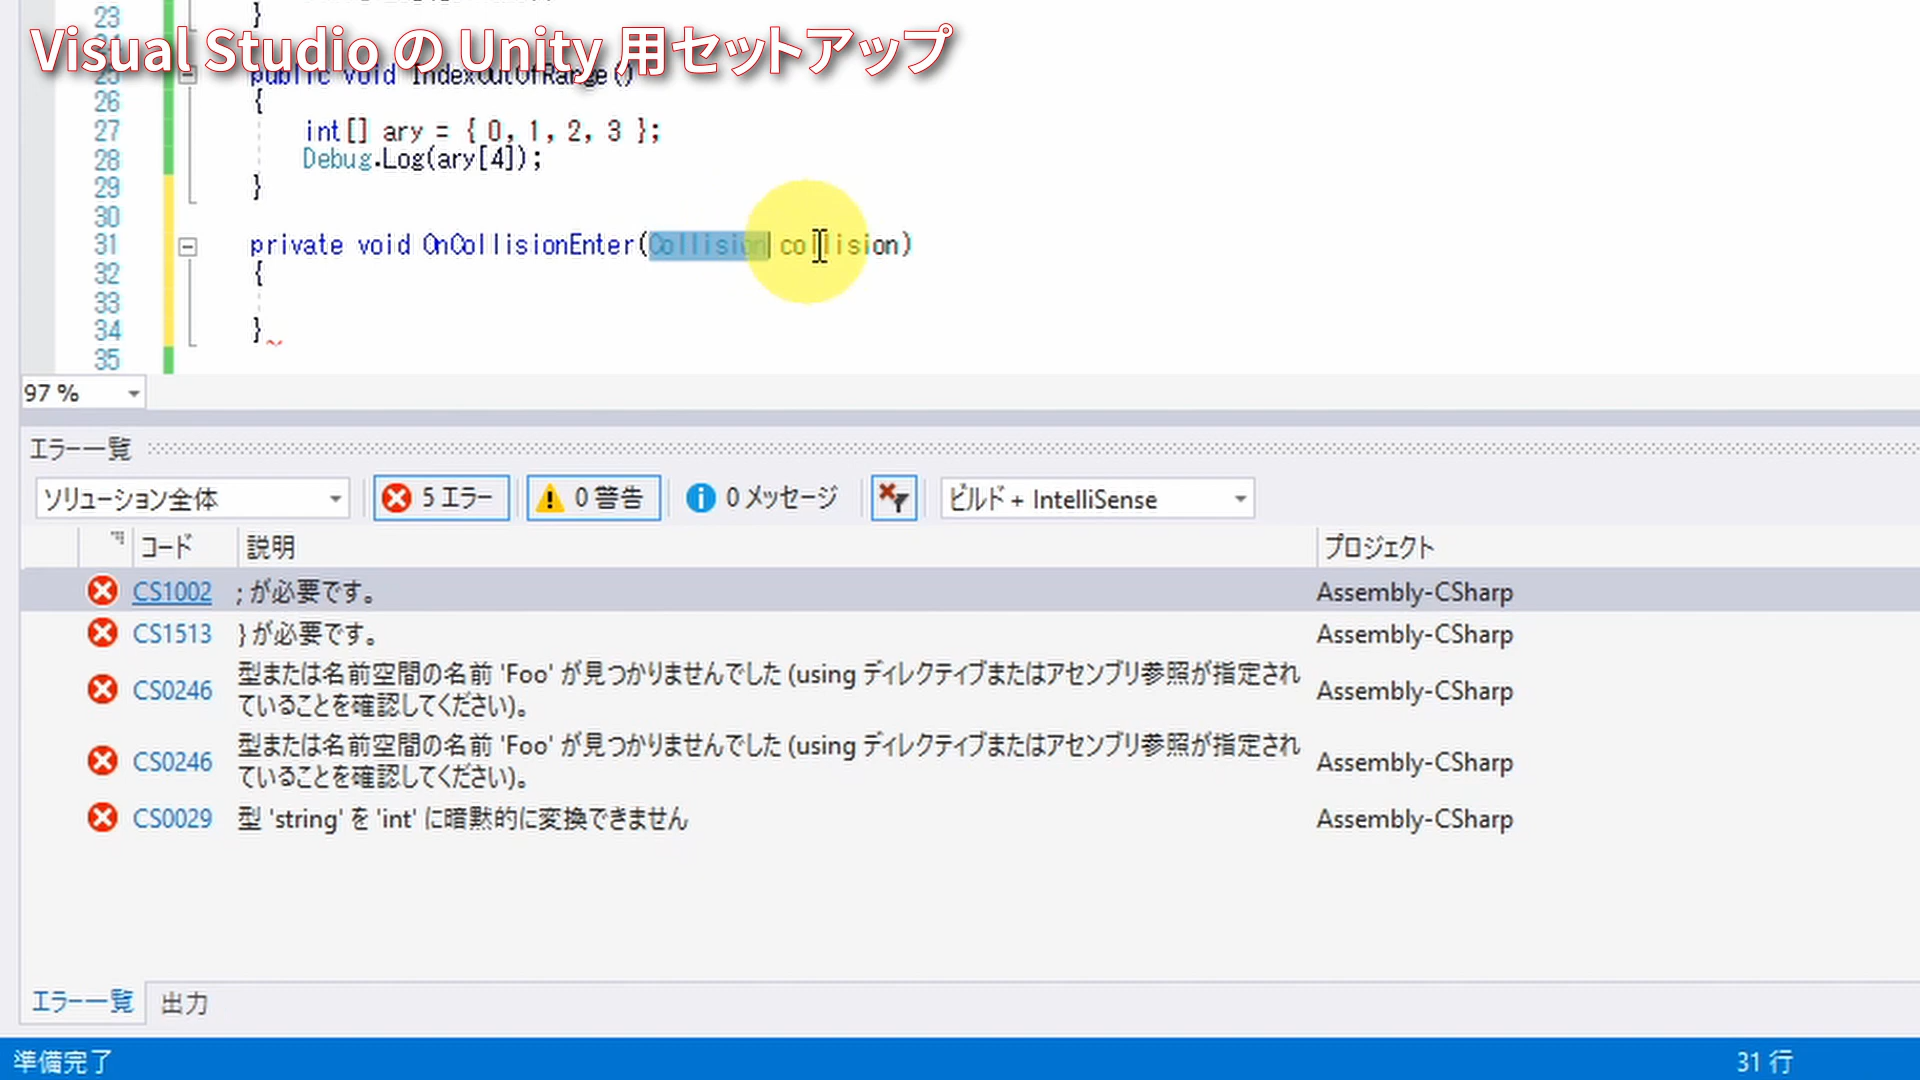 23
}
Visual Studio の Unity 用セットアップ
25
public void IndexOutOfRange()
26
{
27
int[] ary = { 0, 1, 2, 3 };
28
Debug.Log(ary[4]);
29
}
30
31
private void OnCollisionEnter(Collision collision)
32
{
33
34
}
35
97 %
エラー一覧
ソリューション全体
5 エラー
0 警告
0 メッセージ
ビルド + IntelliSense
コード 説明 プロジェクト
CS1002 ; が必要です。 Assembly-CSharp
CS1513 } が必要です。 Assembly-CSharp
CS0246 型または名前空間の名前 'Foo' が見つかりませんでした (using ディレクティブまたはアセンブリ参照が指定され Assembly-CSharp
ていることを確認してください)。
CS0246 型または名前空間の名前 'Foo' が見つかりませんでした (using ディレクティブまたはアセンブリ参照が指定され Assembly-CSharp
ていることを確認してください)。
CS0029 型 'string' を 'int' に暗黙的に変換できません Assembly-CSharp
エラー一覧 出力
準備完了 31 行